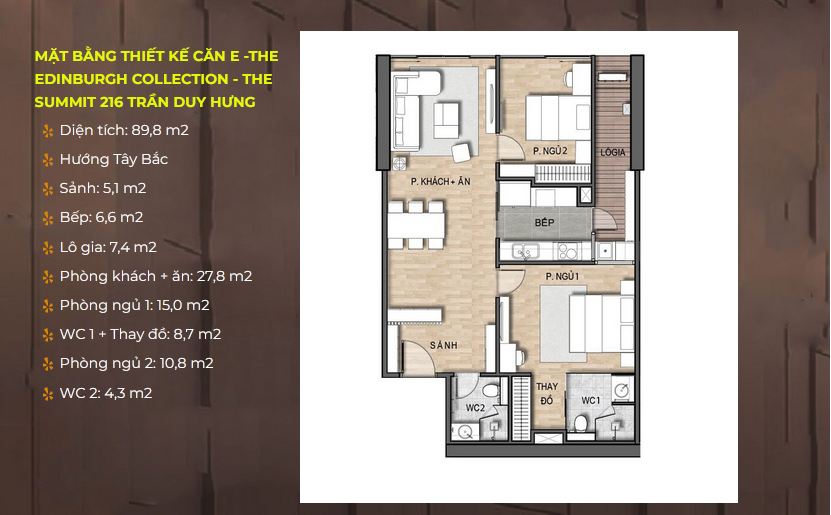 MẶT BẰNG THIẾT KẾ CĂN E -THE
EDINBURGH COLLECTION - THE
SUMMIT 216 TRẦN DUY HƯNG
Diện tích: 89,8 m2
Hướng Tây Bắc
Sảnh: 5,1 m2
Bếp: 6,6 m2
Lô gia: 7,4 m2
Phòng khách + ăn: 27,8 m2
Phòng ngủ 1: 15,0 m2
WC 1 + Thay đồ: 8,7 m2
Phòng ngủ 2: 10,8 m2
WC 2: 4,3 m2
P. NGỦ 2
LÔGIA
P. KHÁCH + ĂN
BẾP
P. NGỦ 1
SẢNH
THAY
ĐỒ
WC1
WC2